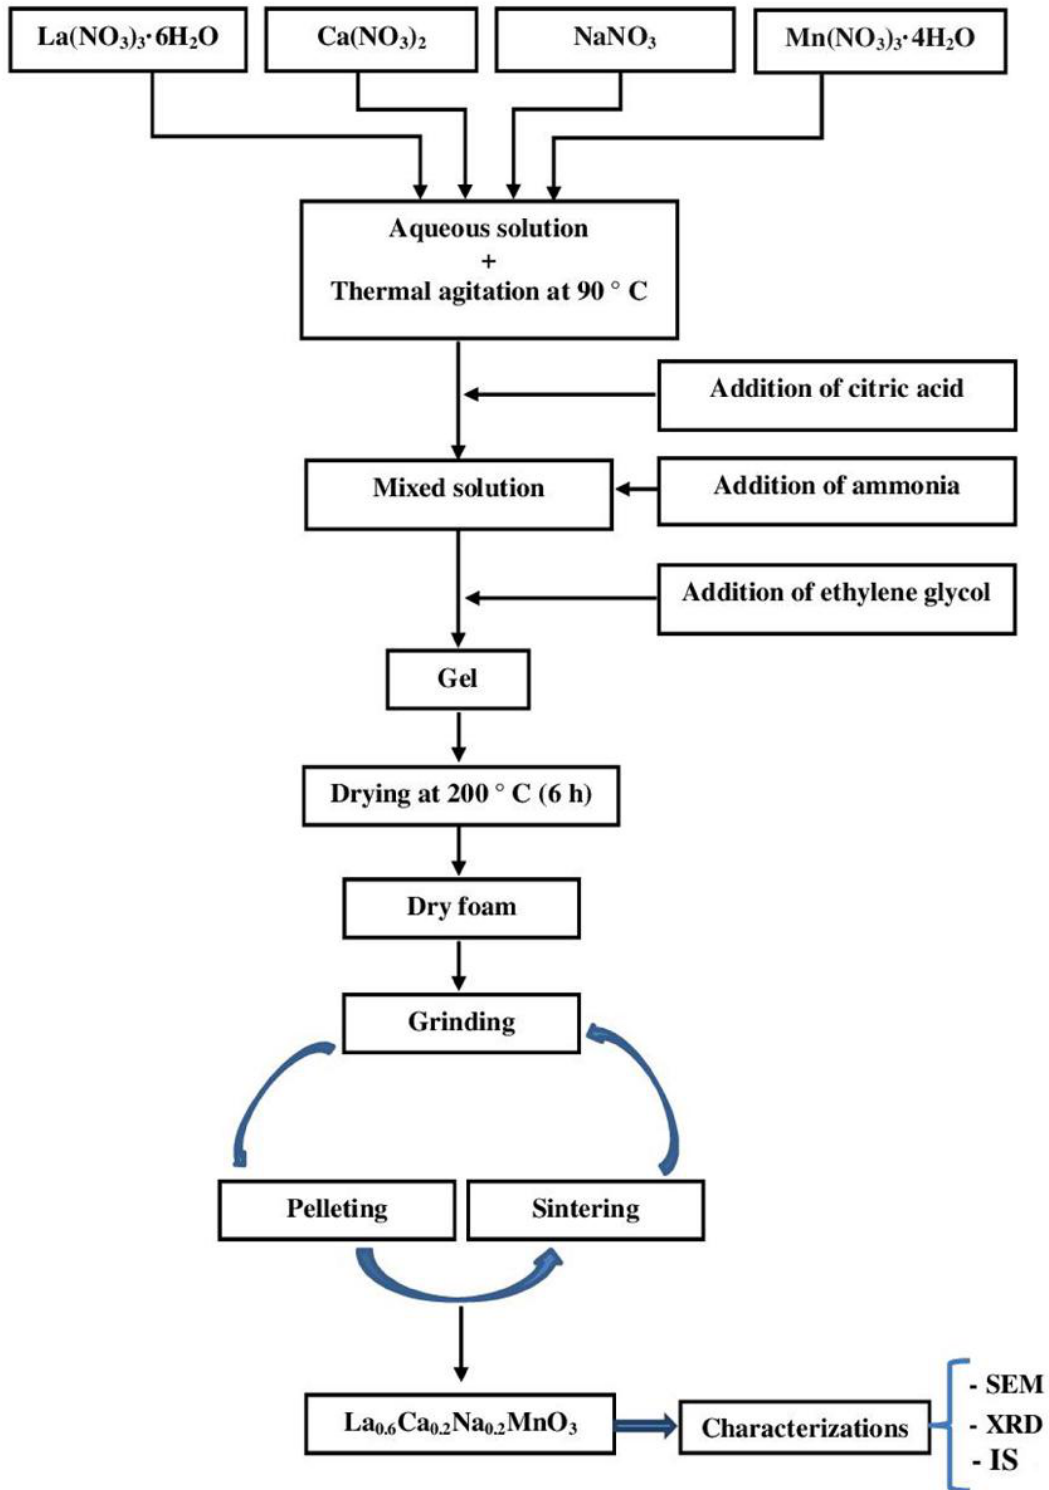 La(NO₃)₃·6H₂O
Ca(NO₃)₂
NaNO₃
Mn(NO₃)₃·4H₂O
Aqueous solution
+
Thermal agitation at 90 ° C
Addition of citric acid
Mixed solution
Addition of ammonia
Addition of ethylene glycol
Gel
Drying at 200 ° C (6 h)
Dry foam
Grinding
Pelleting
Sintering
La₀.₆Ca₀.₂Na₀.₂MnO₃
Characterizations
- SEM
- XRD
- IS